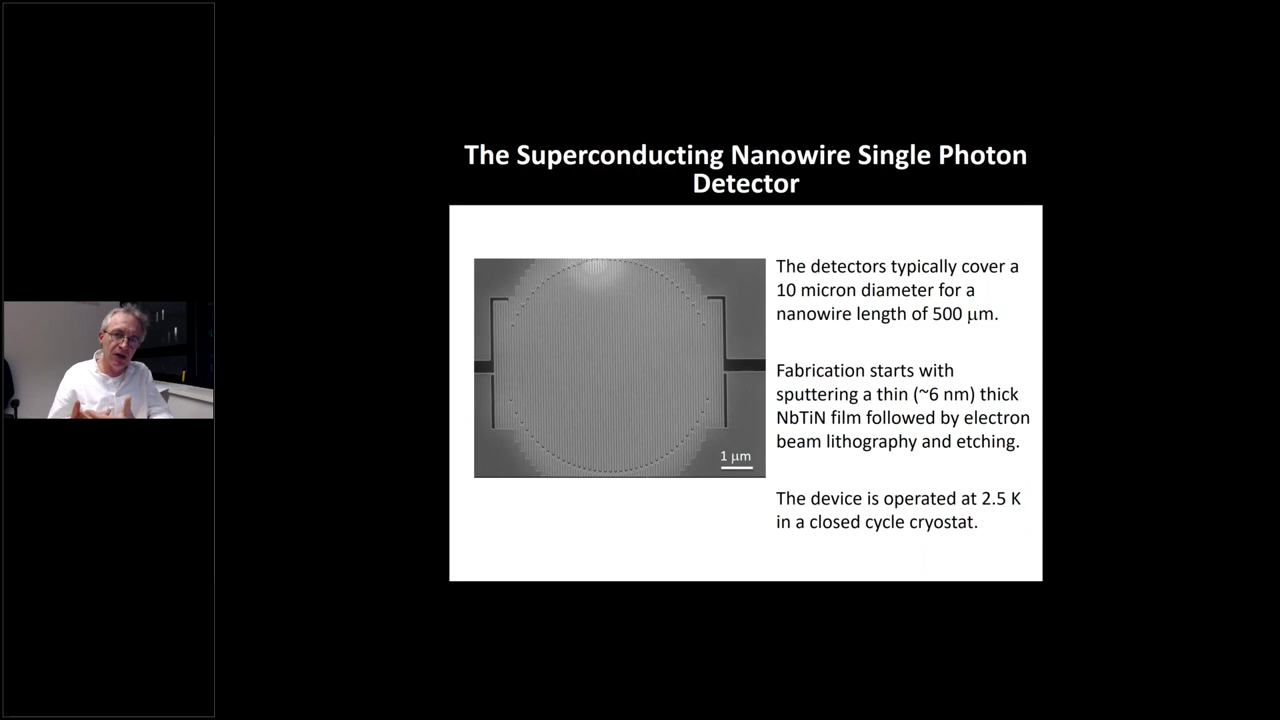 The Superconducting Nanowire Single Photon
Detector
The detectors typically cover a
10 micron diameter for a
nanowire length of 500 μm.
Fabrication starts with
sputtering a thin (~6 nm) thick
NbTiN film followed by electron
beam lithography and etching.
1 μm
The device is operated at 2.5 K
in a closed cycle cryostat.